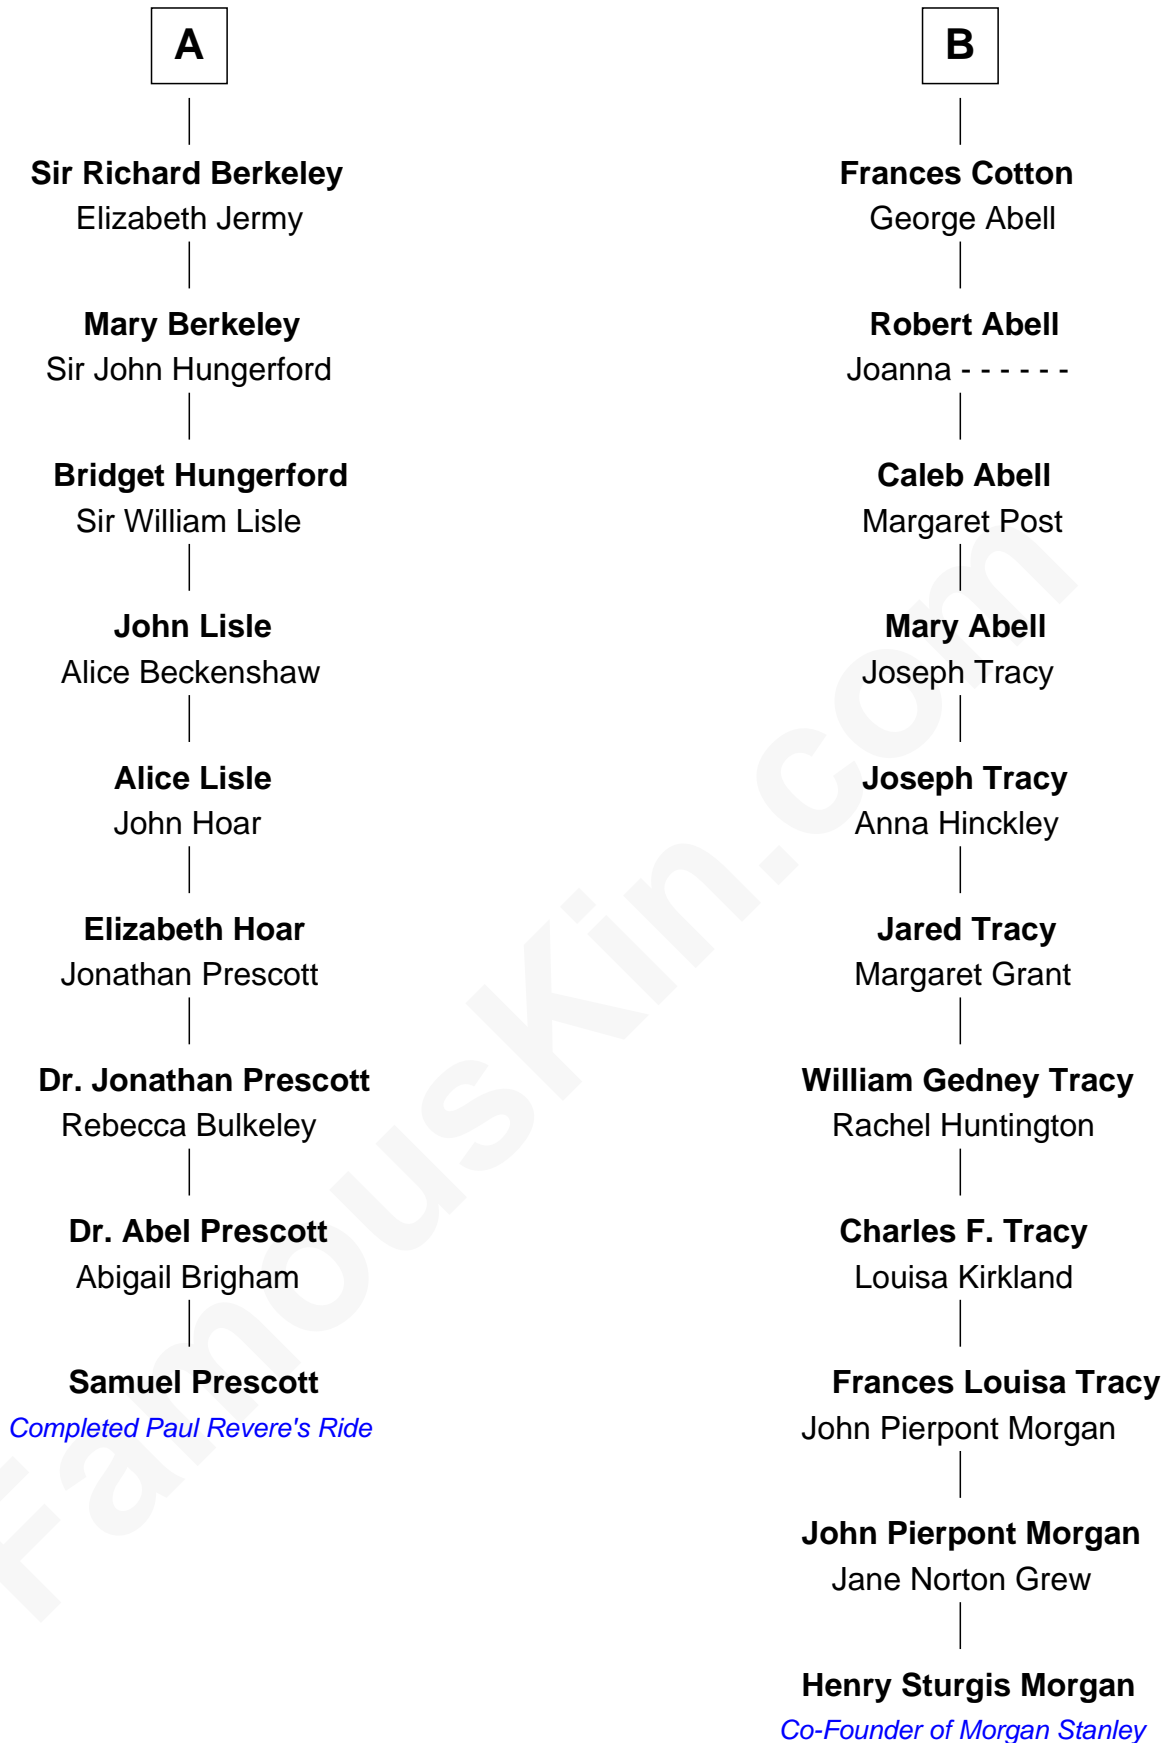 A
Sir Richard Berkeley
Elizabeth Jermy
Mary Berkeley
Sir John Hungerford
Bridget Hungerford
Sir William Lisle
John Lisle
Alice Beckenshaw
Alice Lisle
John Hoar
Elizabeth Hoar
Jonathan Prescott
Dr. Jonathan Prescott
Rebecca Bulkeley
Dr. Abel Prescott
Abigail Brigham
Samuel Prescott
Completed Paul Revere's Ride
B
Frances Cotton
George Abell
Robert Abell
Joanna - - - - - -
Caleb Abell
Margaret Post
Mary Abell
Joseph Tracy
Joseph Tracy
Anna Hinckley
Jared Tracy
Margaret Grant
William Gedney Tracy
Rachel Huntington
Charles F. Tracy
Louisa Kirkland
Frances Louisa Tracy
John Pierpont Morgan
John Pierpont Morgan
Jane Norton Grew
Henry Sturgis Morgan
Co-Founder of Morgan Stanley
FamousKin.com